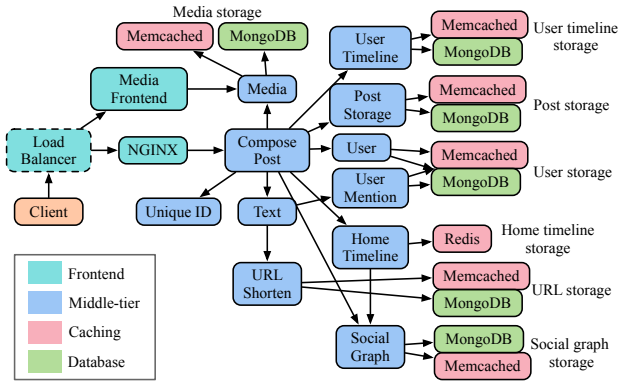 Media storage
Memcached
MongoDB
Media
Frontend
Media
Load
Balancer
NGINX
Compose
Post
Client
Unique ID
Text
URL
Shorten
User
Timeline
Memcached
MongoDB
User timeline
storage
Post
Storage
Memcached
MongoDB
Post storage
User
User
Mention
Memcached
MongoDB
User storage
Home
Timeline
Redis
Home timeline
storage
Memcached
MongoDB
URL storage
Social
Graph
MongoDB
Memcached
Social graph
storage
Frontend
Middle-tier
Caching
Database